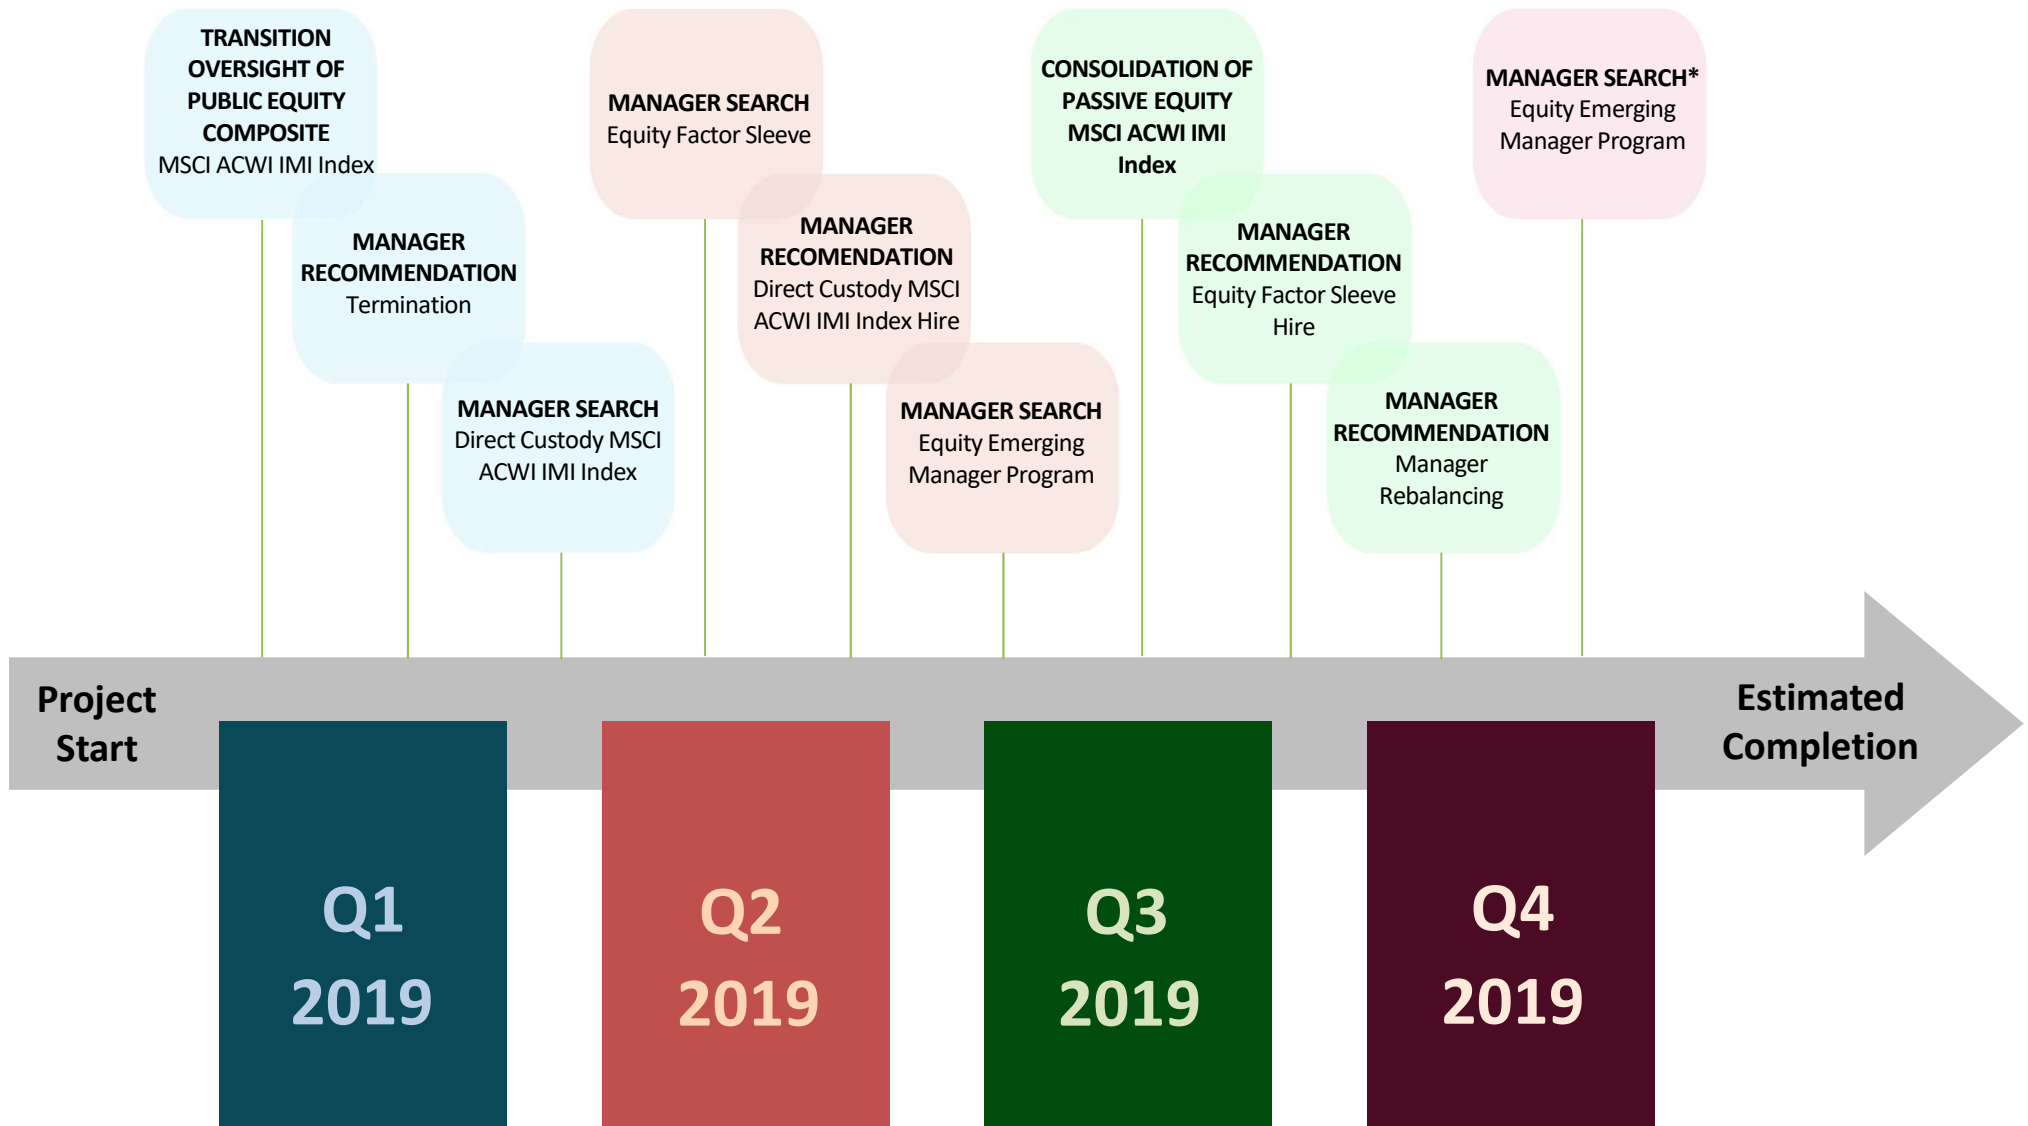 TRANSITION
OVERSIGHT OF
PUBLIC EQUITY
COMPOSITE
MSCI ACWI IMI Index
MANAGER
RECOMMENDATION
Termination
MANAGER SEARCH
Direct Custody MSCI
ACWI IMI Index
MANAGER SEARCH
Equity Factor Sleeve
MANAGER
RECOMENDATION
Direct Custody MSCI
ACWI IMI Index Hire
MANAGER SEARCH
Equity Emerging
Manager Program
CONSOLIDATION OF
PASSIVE EQUITY
MSCI ACWI IMI
Index
MANAGER
RECOMMENDATION
Equity Factor Sleeve
Hire
MANAGER
RECOMMENDATION
Manager
Rebalancing
MANAGER SEARCH*
Equity Emerging
Manager Program
Project
Start
Estimated
Completion
Q1
2019
Q2
2019
Q3
2019
Q4
2019